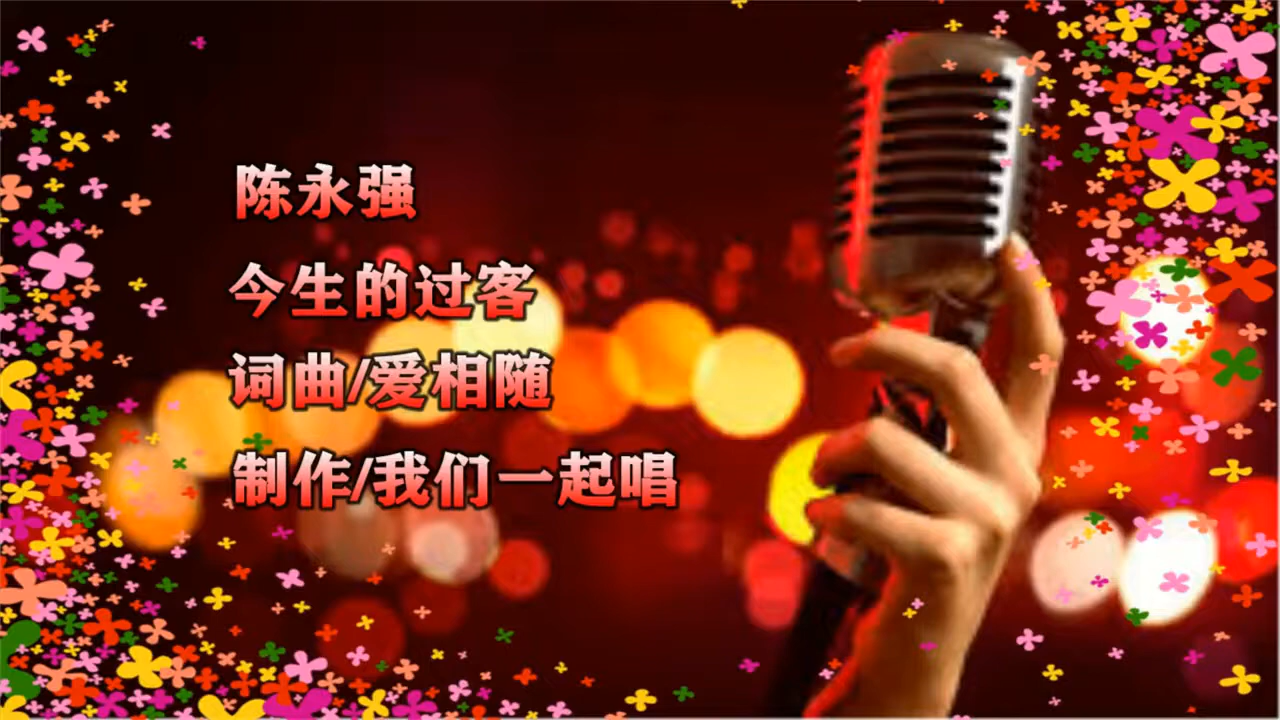 陈永强
今生的过客
词曲/爱相随
制作/我们一起唱